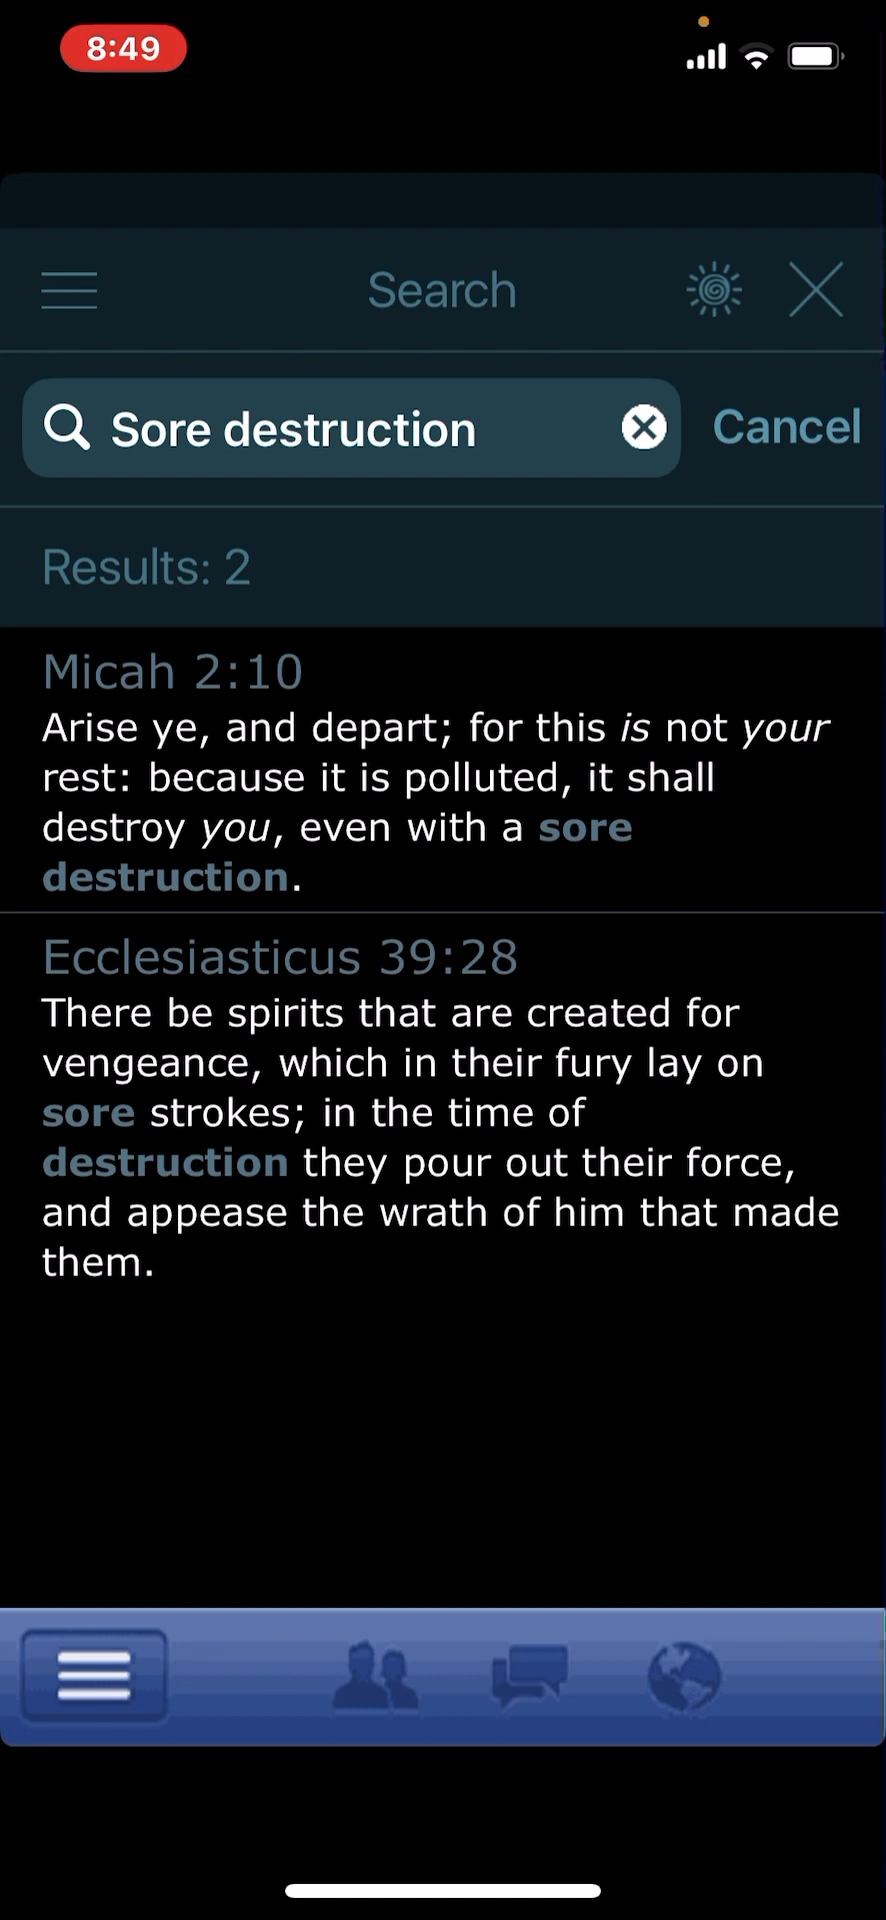 8:49
Search
Sore destruction
Cancel
Results: 2
Micah 2:10
Arise ye, and depart; for this is not your
rest: because it is polluted, it shall
destroy you, even with a sore
destruction.
Ecclesiasticus 39:28
There be spirits that are created for
vengeance, which in their fury lay on
sore strokes; in the time of
destruction they pour out their force,
and appease the wrath of him that made
them.